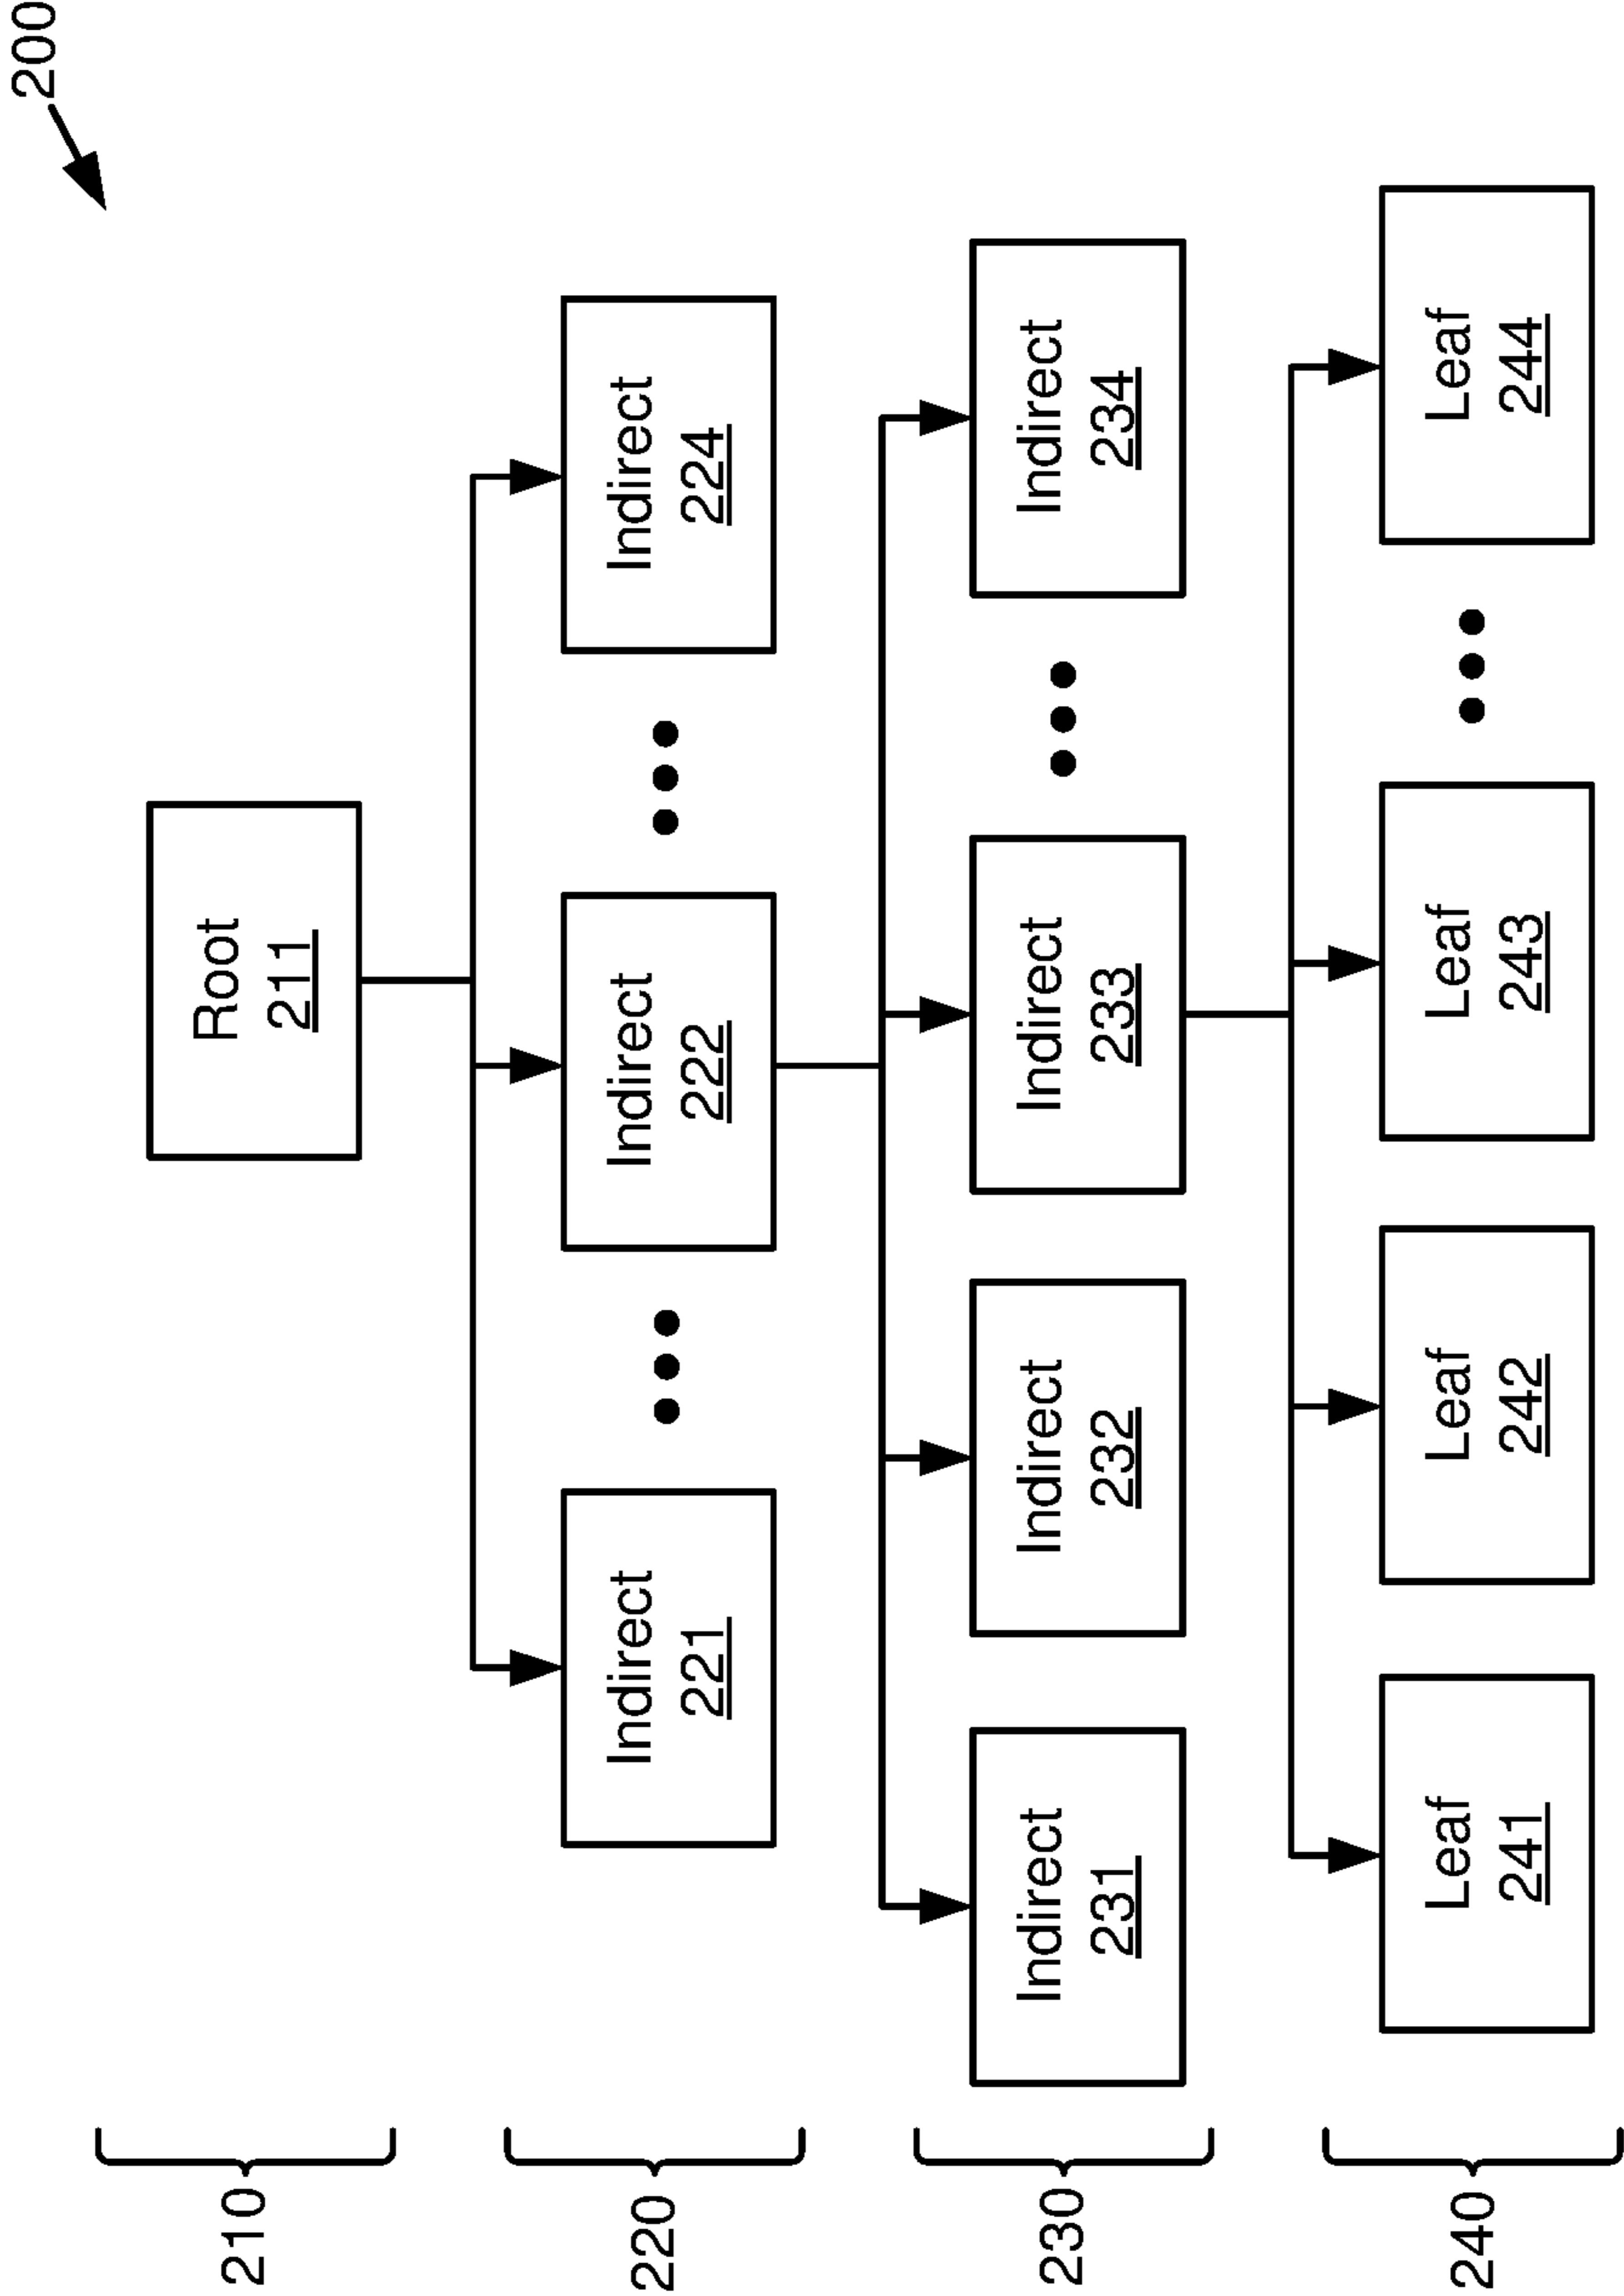 200
210
Root
211
220
Indirect
221
Indirect
222
Indirect
224
230
Indirect
231
Indirect
232
Indirect
233
Indirect
234
240
Leaf
241
Leaf
242
Leaf
243
Leaf
244